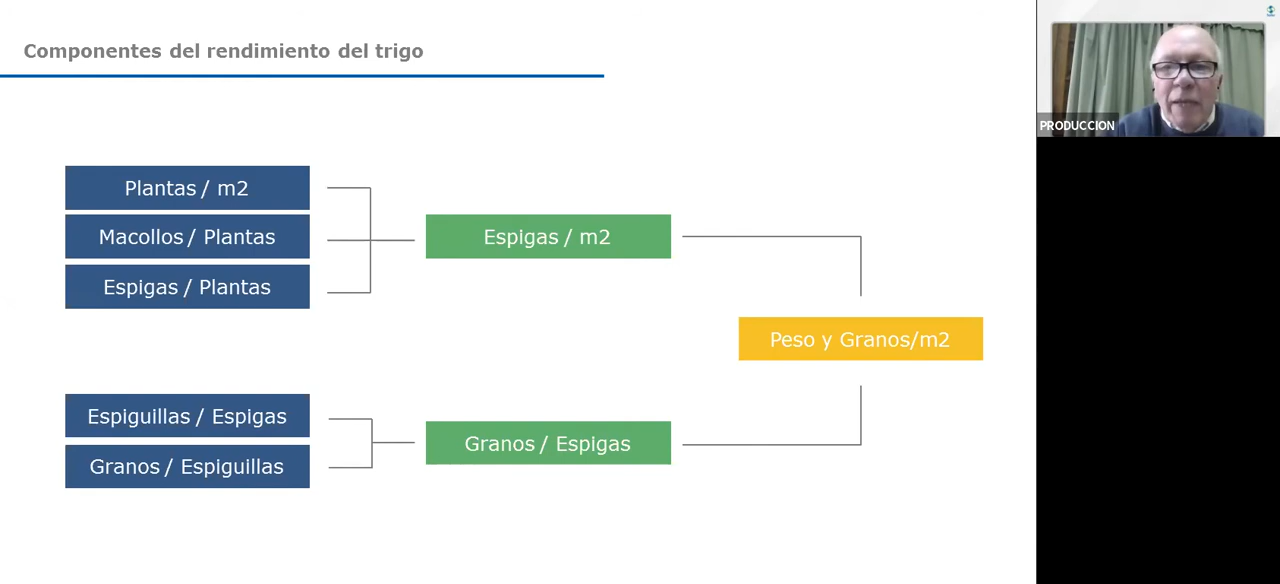 Componentes del rendimiento del trigo
PRODUCCION
Plantas / m2
Macollos / Plantas
Espigas / Plantas
Espigas / m2
Peso y Granos/m2
Espiguillas / Espigas
Granos / Espiguillas
Granos / Espigas